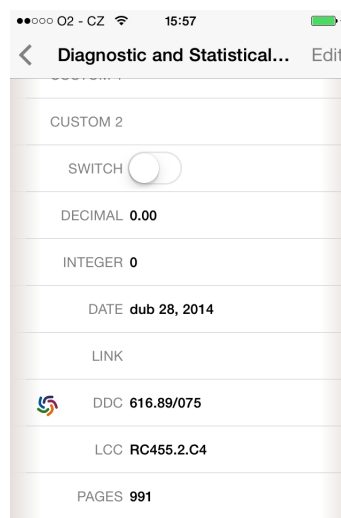 O2 - CZ 15:57
Diagnostic and Statistical... Edit
CUSTOM 2
SWITCH
DECIMAL 0.00
INTEGER 0
DATE dub 28, 2014
LINK
DDC 616.89/075
LCC RC455.2.C4
PAGES 991